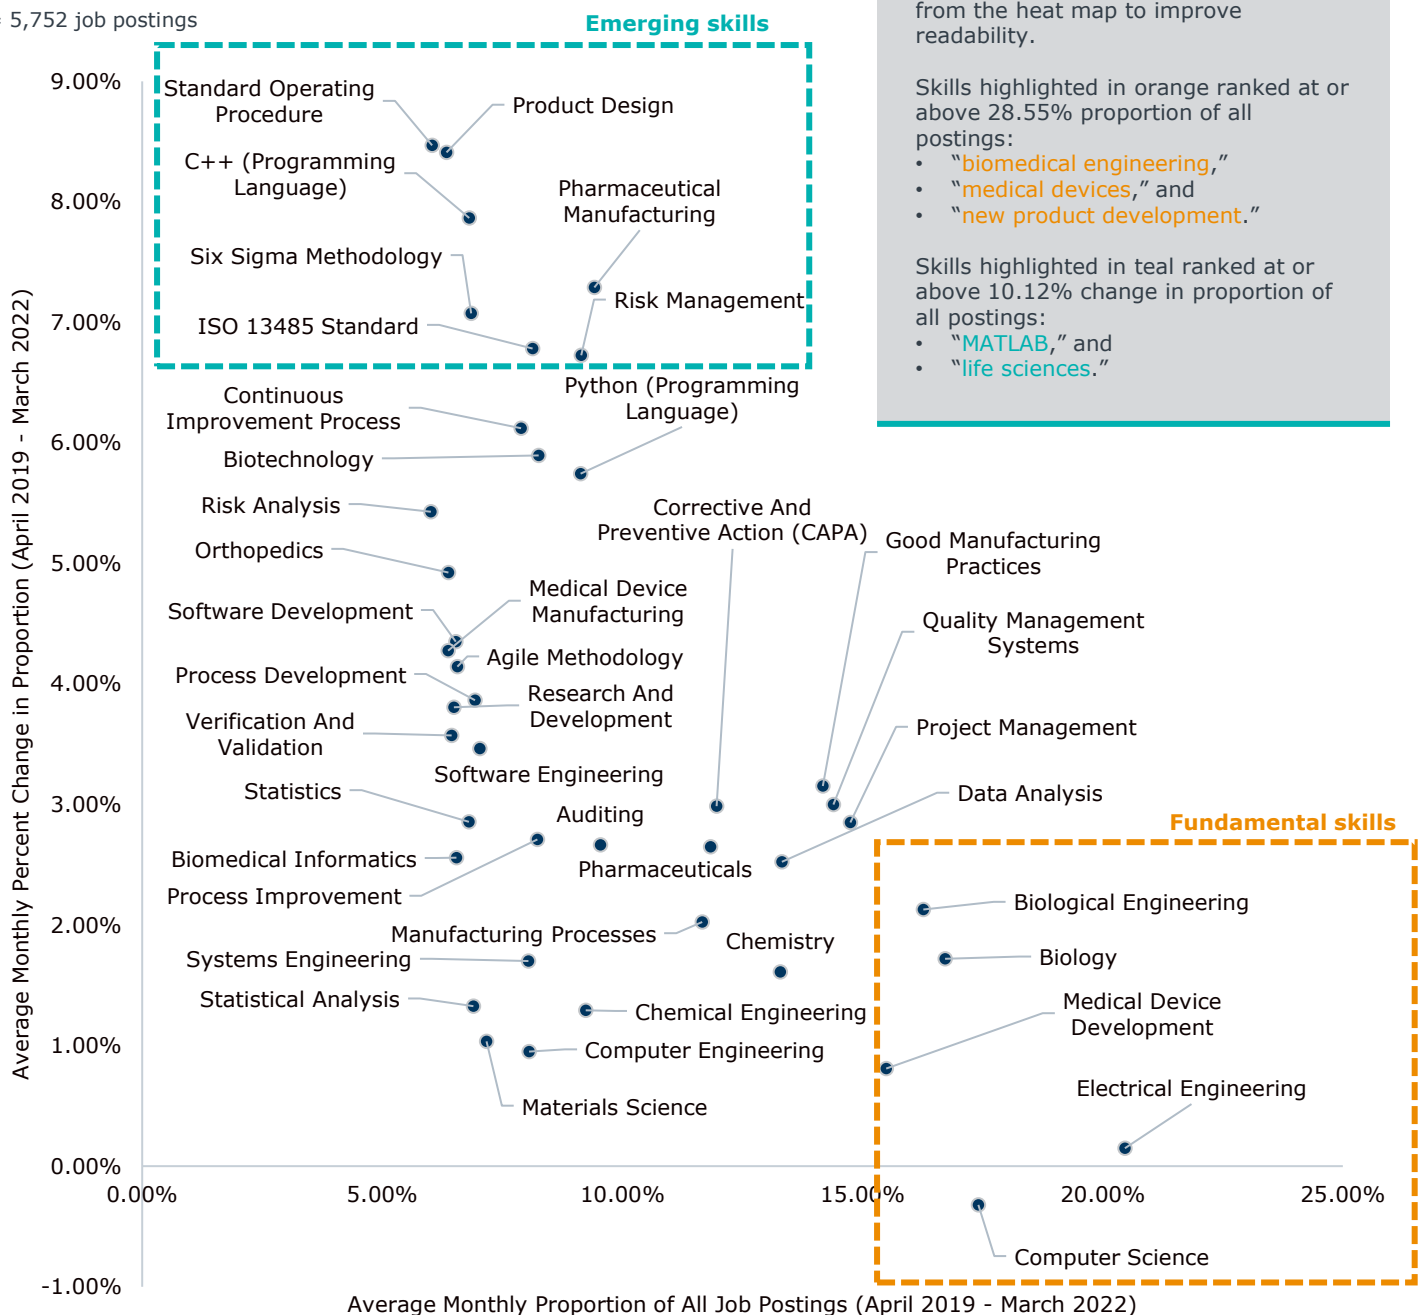 5,752 job postings
Emerging skills
from the heat map to improve
readability.
Skills highlighted in orange ranked at or
above 28.55% proportion of all
postings:
• “biomedical engineering,”
• “medical devices,” and
• “new product development.”
Skills highlighted in teal ranked at or
above 10.12% change in proportion of
all postings:
• “MATLAB,” and
• “life sciences.”
Average Monthly Percent Change in Proportion (April 2019 - March 2022)
9.00%
8.00%
7.00%
6.00%
5.00%
4.00%
3.00%
2.00%
1.00%
0.00%
-1.00%
Standard Operating
Procedure
Product Design
C++ (Programming
Language)
Pharmaceutical
Manufacturing
Six Sigma Methodology
Risk Management
ISO 13485 Standard
Python (Programming
Language)
Continuous
Improvement Process
Biotechnology
Risk Analysis
Corrective And
Preventive Action (CAPA)
Good Manufacturing
Practices
Orthopedics
Medical Device
Manufacturing
Software Development
Quality Management
Systems
Agile Methodology
Process Development
Research And
Development
Verification And
Validation
Project Management
Software Engineering
Statistics
Data Analysis
Auditing
Fundamental skills
Biomedical Informatics
Pharmaceuticals
Process Improvement
Biological Engineering
Manufacturing Processes
Chemistry
Systems Engineering
Biology
Statistical Analysis
Medical Device
Development
Chemical Engineering
Computer Engineering
Electrical Engineering
Materials Science
0.00%
5.00%
10.00%
15.00%
20.00%
25.00%
Computer Science
Average Monthly Proportion of All Job Postings (April 2019 - March 2022)